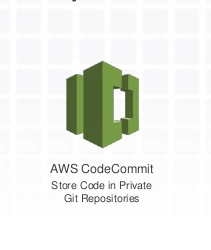 AWS CodeCommit
Store Code in Private
Git Repositories